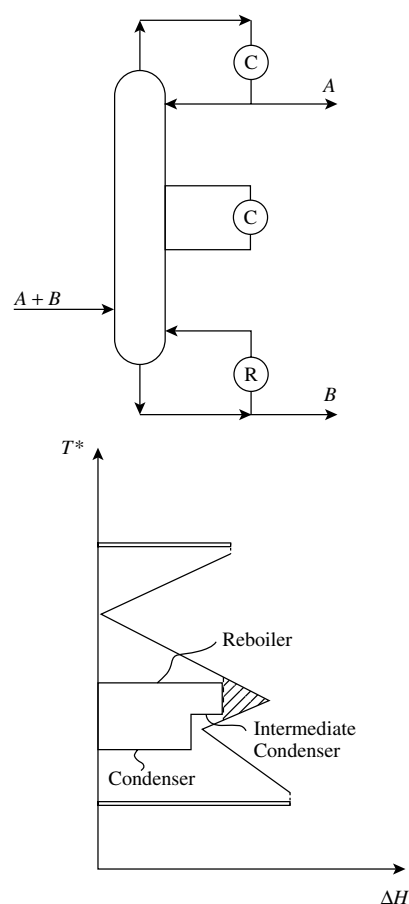 C
A
C
A + B
R
B
T*
Reboiler
Intermediate
Condenser
Condenser
ΔH